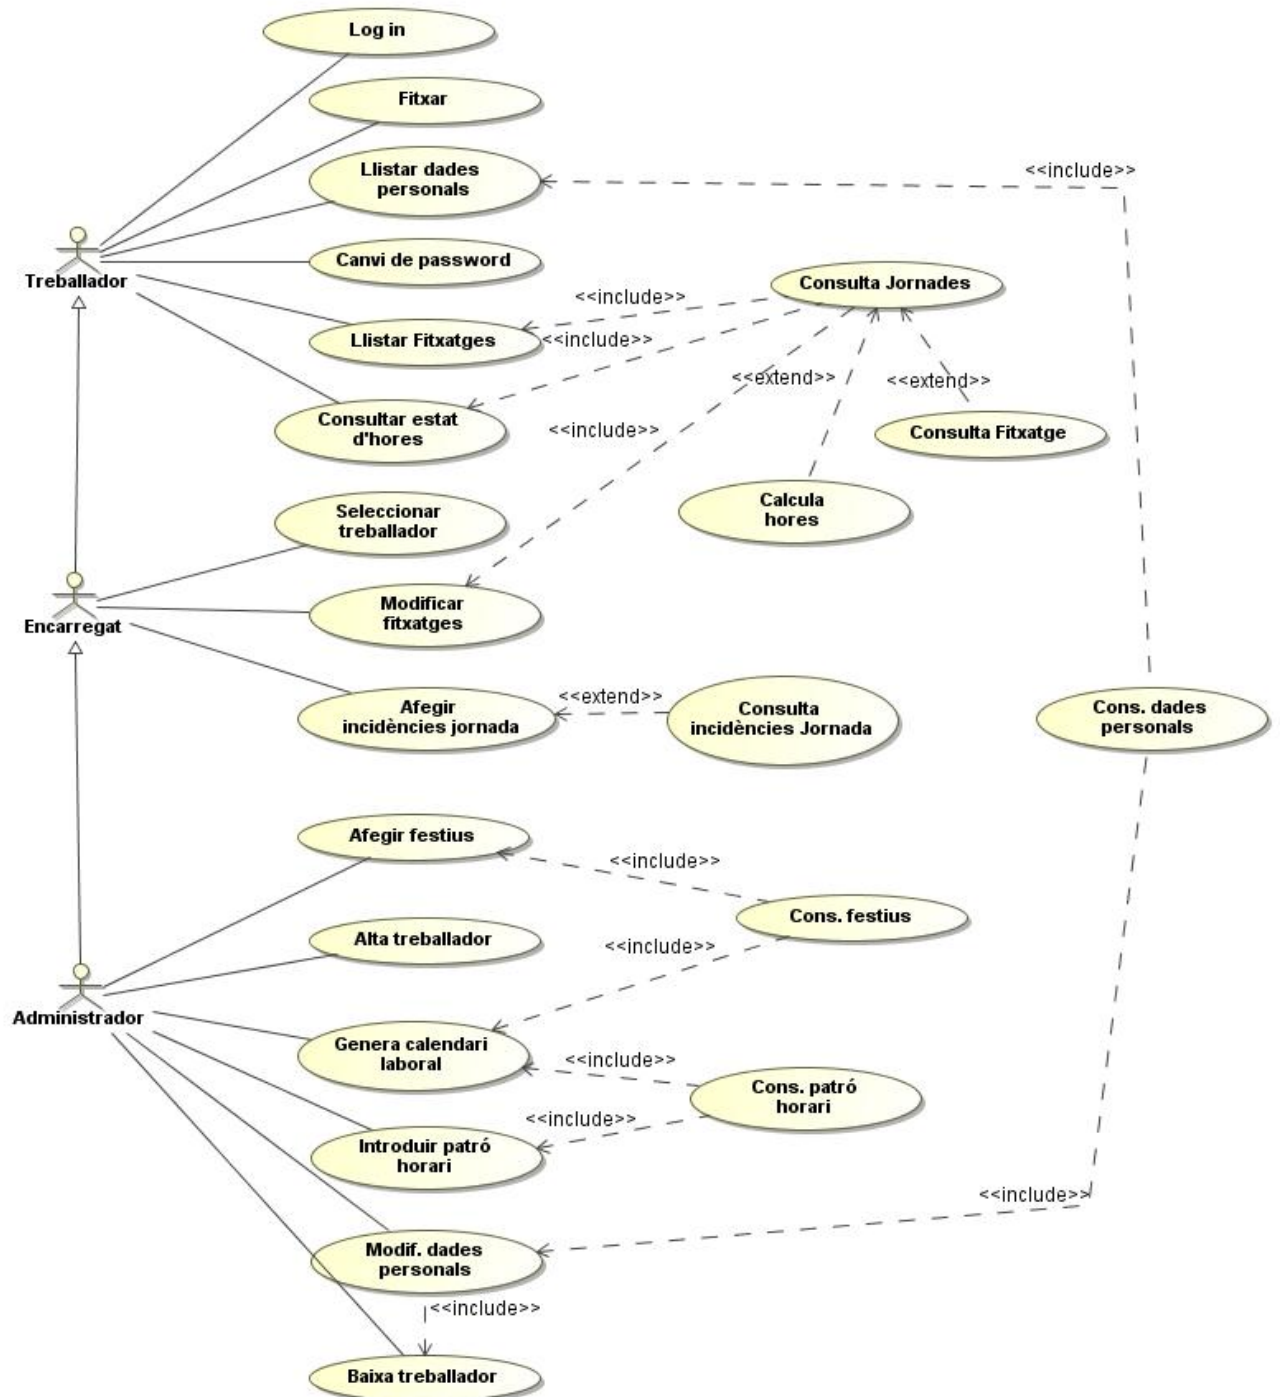 Log in
Fitxar
Llistar dades
personals
<<include>>
Treballador
Canvi de password
Consulta Jornades
<<include>>
Llistar Fitxatges
<<include>>
<<extend>>
<<extend>>
Consultar estat
d'hores
<<include>>
Consulta Fitxatge
Calcula
hores
Seleccionar
treballador
Encarregat
Modificar
fitxatges
Afegir
incidències jornada
<<extend>>
Consulta
incidències Jornada
Cons. dades
personals
Afegir festius
<<include>>
Cons. festius
Alta treballador
<<include>>
Administrador
Genera calendari
laboral
<<include>>
Cons. patró
horari
<<include>>
Introduir patró
horari
<<include>>
Modif. dades
personals
<<include>>
Baixa treballador